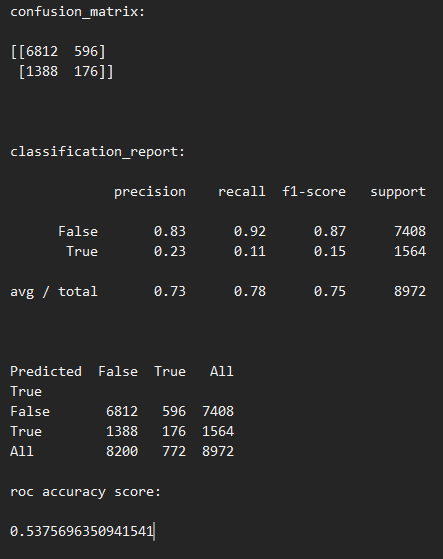 confusion_matrix:
[[6812  596]
 [1388  176]]
classification_report:
             precision    recall  f1-score   support
      False       0.83      0.92      0.87      7408
       True       0.23      0.11      0.15      1564
avg / total       0.73      0.78      0.75      8972
Predicted  False  True   All
True
False       6812   596  7408
True        1388   176  1564
All         8200   772  8972
roc accuracy score:
0.5375696350941541